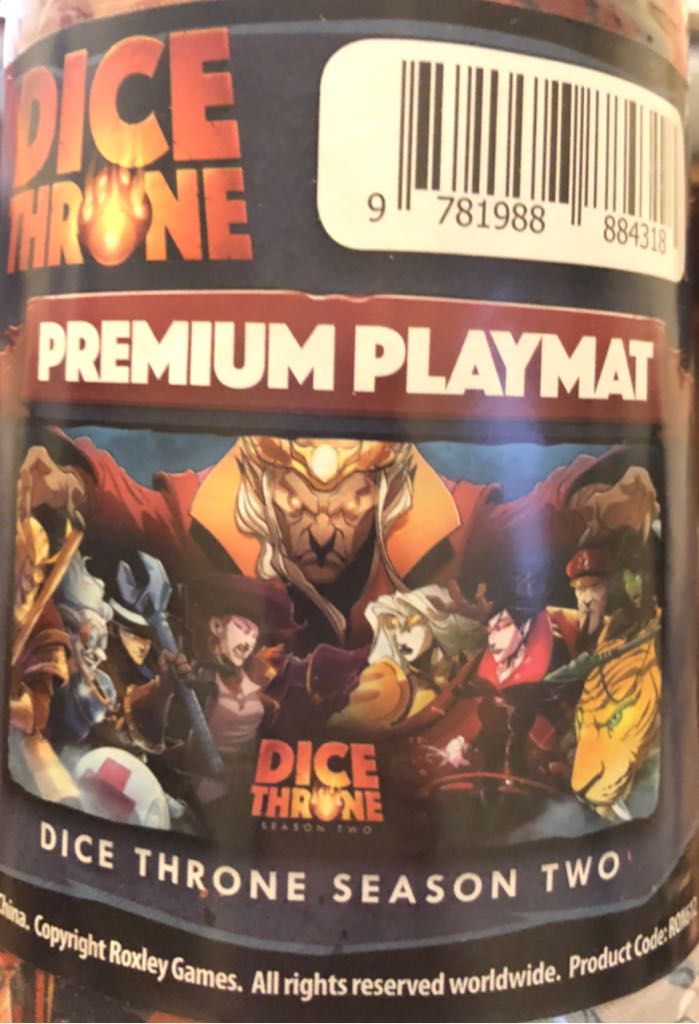 DICE
THRONE
9 781988 884318
PREMIUM PLAYMAT
DICE
THRONE
SEASON TWO
DICE THRONE SEASON TWO
China. Copyright Roxley Games. All rights reserved worldwide. Product Code: